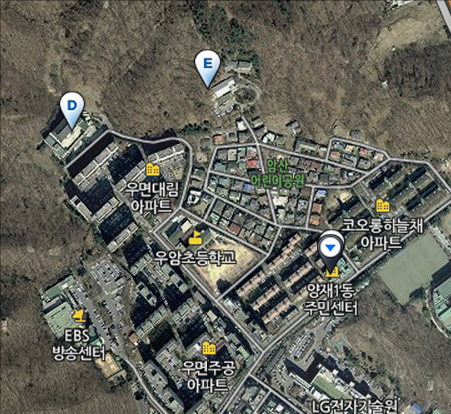 E
D
암산
어린이공원
우면대림
아파트
코오롱하늘채
아파트
우암초등학교
양재1동
주민센터
EBS
방송센터
우면주공
아파트
LG전자기술원